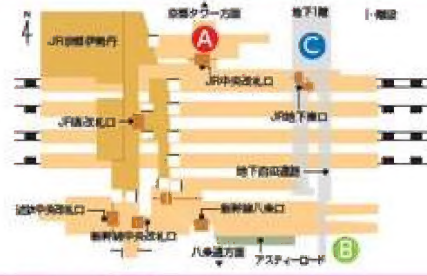 N
4
京都タワー方面
地下1階
階段
A
C
JR京都伊勢丹
JR中央改札口
JR西改札口
JR地下東口
地下自由通路
近鉄中央改札口
新幹線八条口
新幹線中央改札口
八条通方面
アスティーロード
B